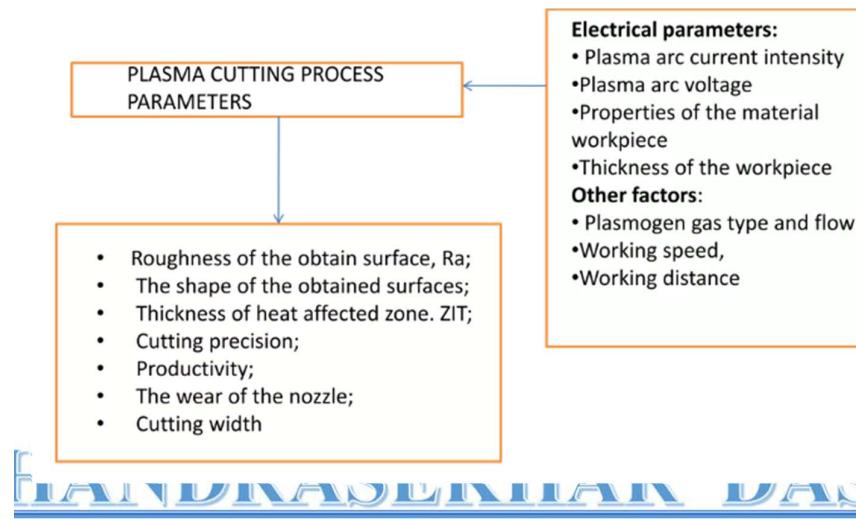 PLASMA CUTTING PROCESS
PARAMETERS
Electrical parameters:
• Plasma arc current intensity
•Plasma arc voltage
•Properties of the material
workpiece
•Thickness of the workpiece
Other factors:
• Plasmogen gas type and flow
•Working speed,
•Working distance
• Roughness of the obtain surface, Ra;
• The shape of the obtained surfaces;
• Thickness of heat affected zone. ZIT;
• Cutting precision;
• Productivity;
• The wear of the nozzle;
• Cutting width
HANDRASEKHAR DAS